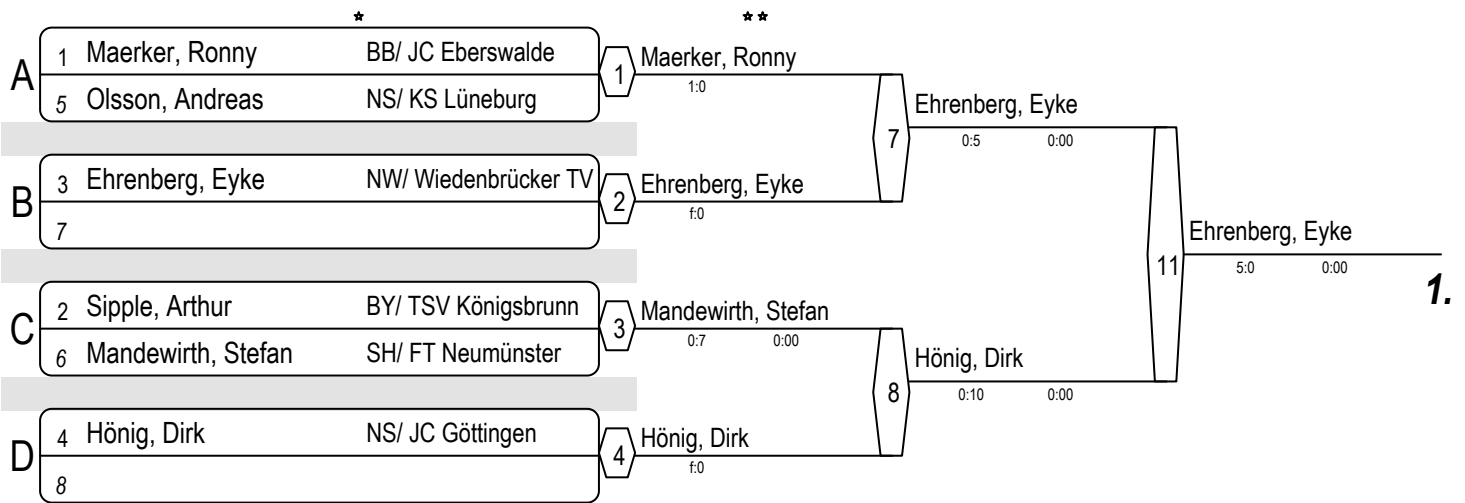 * **
A
1 Maerker, Ronny BB/ JC Eberswalde
5 Olsson, Andreas NS/ KS Lüneburg
1 Maerker, Ronny
1:0
B
3 Ehrenberg, Eyke NW/ Wiedenbrücker TV
7
2 Ehrenberg, Eyke
f:0
7 Ehrenberg, Eyke
0:5 0:00
C
2 Sipple, Arthur BY/ TSV Königsbrunn
6 Mandewirth, Stefan SH/ FT Neumünster
3 Mandewirth, Stefan
0:7 0:00
D
4 Hönig, Dirk NS/ JC Göttingen
8
4 Hönig, Dirk
f:0
8 Hönig, Dirk
0:10 0:00
11 Ehrenberg, Eyke
5:0 0:00
1.